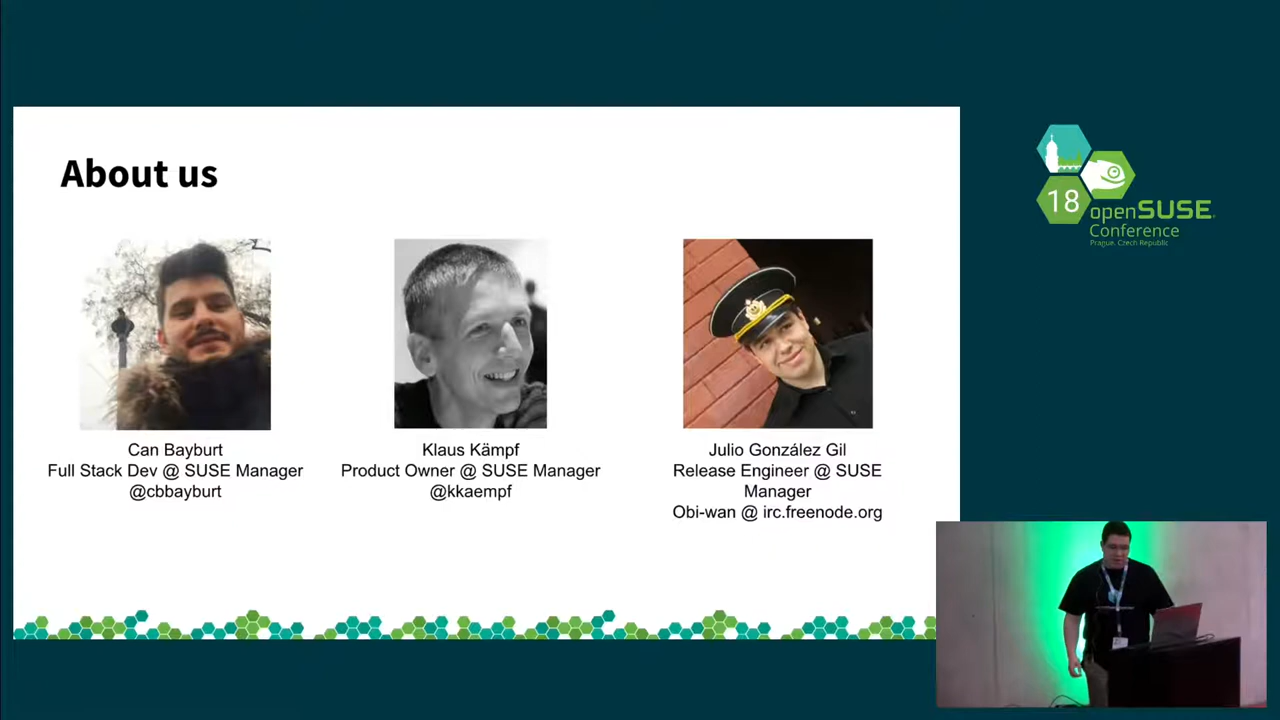 About us
Can Bayburt
Full Stack Dev @ SUSE Manager
@cbbayburt
Klaus Kämpf
Product Owner @ SUSE Manager
@kkaempf
Julio González Gil
Release Engineer @ SUSE
Manager
Obi-wan @ irc.freenode.org
18
openSUSE
Conference
Prague, Czech Republic